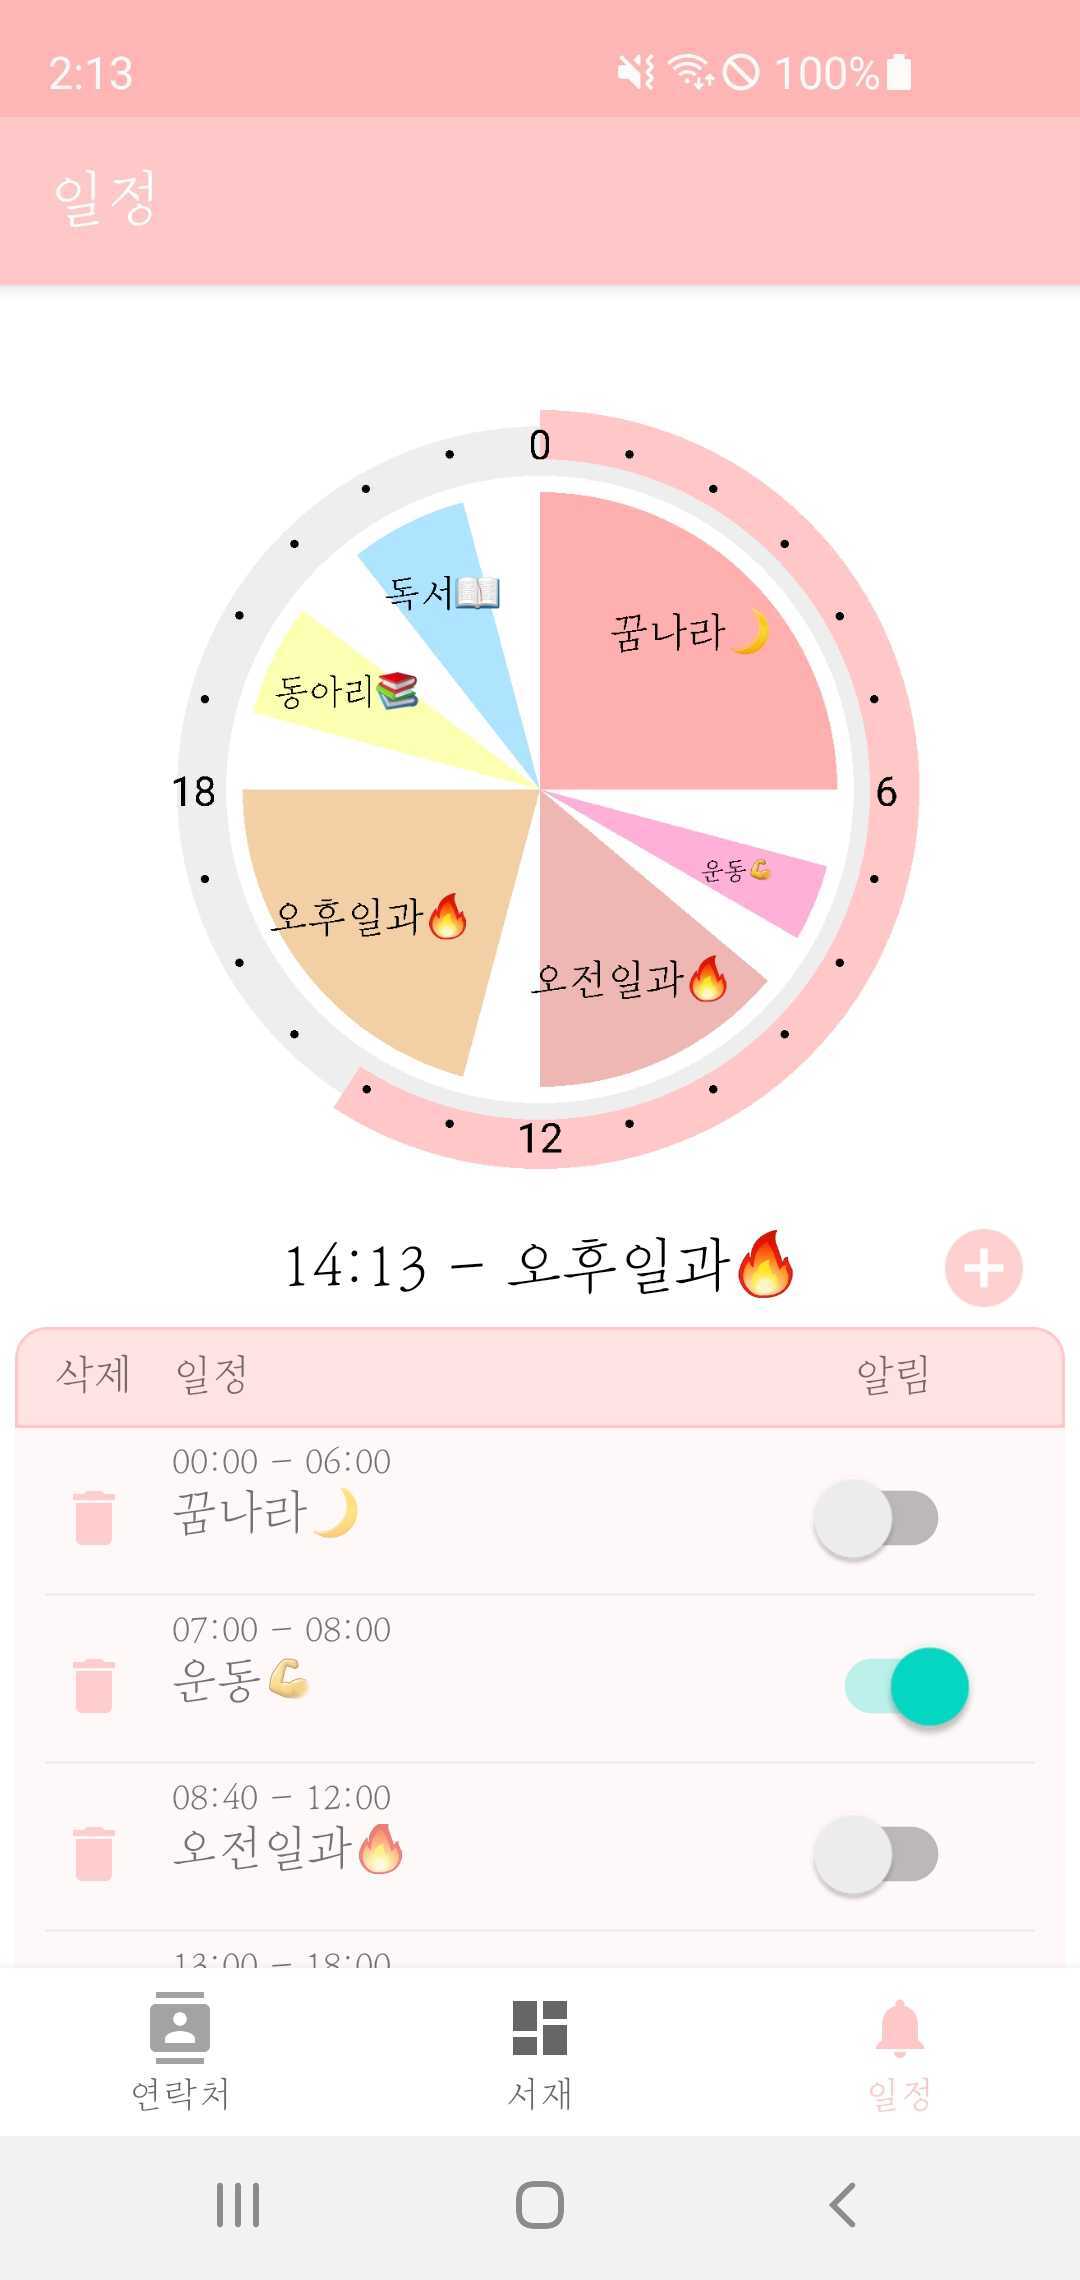 2:13
100%
일정
0
독서📖
꿈나라🌙
동아리📚
18
6
운동💪
오후일과🔥
오전일과🔥
12
14:13 - 오후일과🔥
삭제 일정 알림
00:00 - 06:00
꿈나라🌙
07:00 - 08:00
운동💪
08:40 - 12:00
오전일과🔥
13:00 - 18:00
연락처 서재 일정